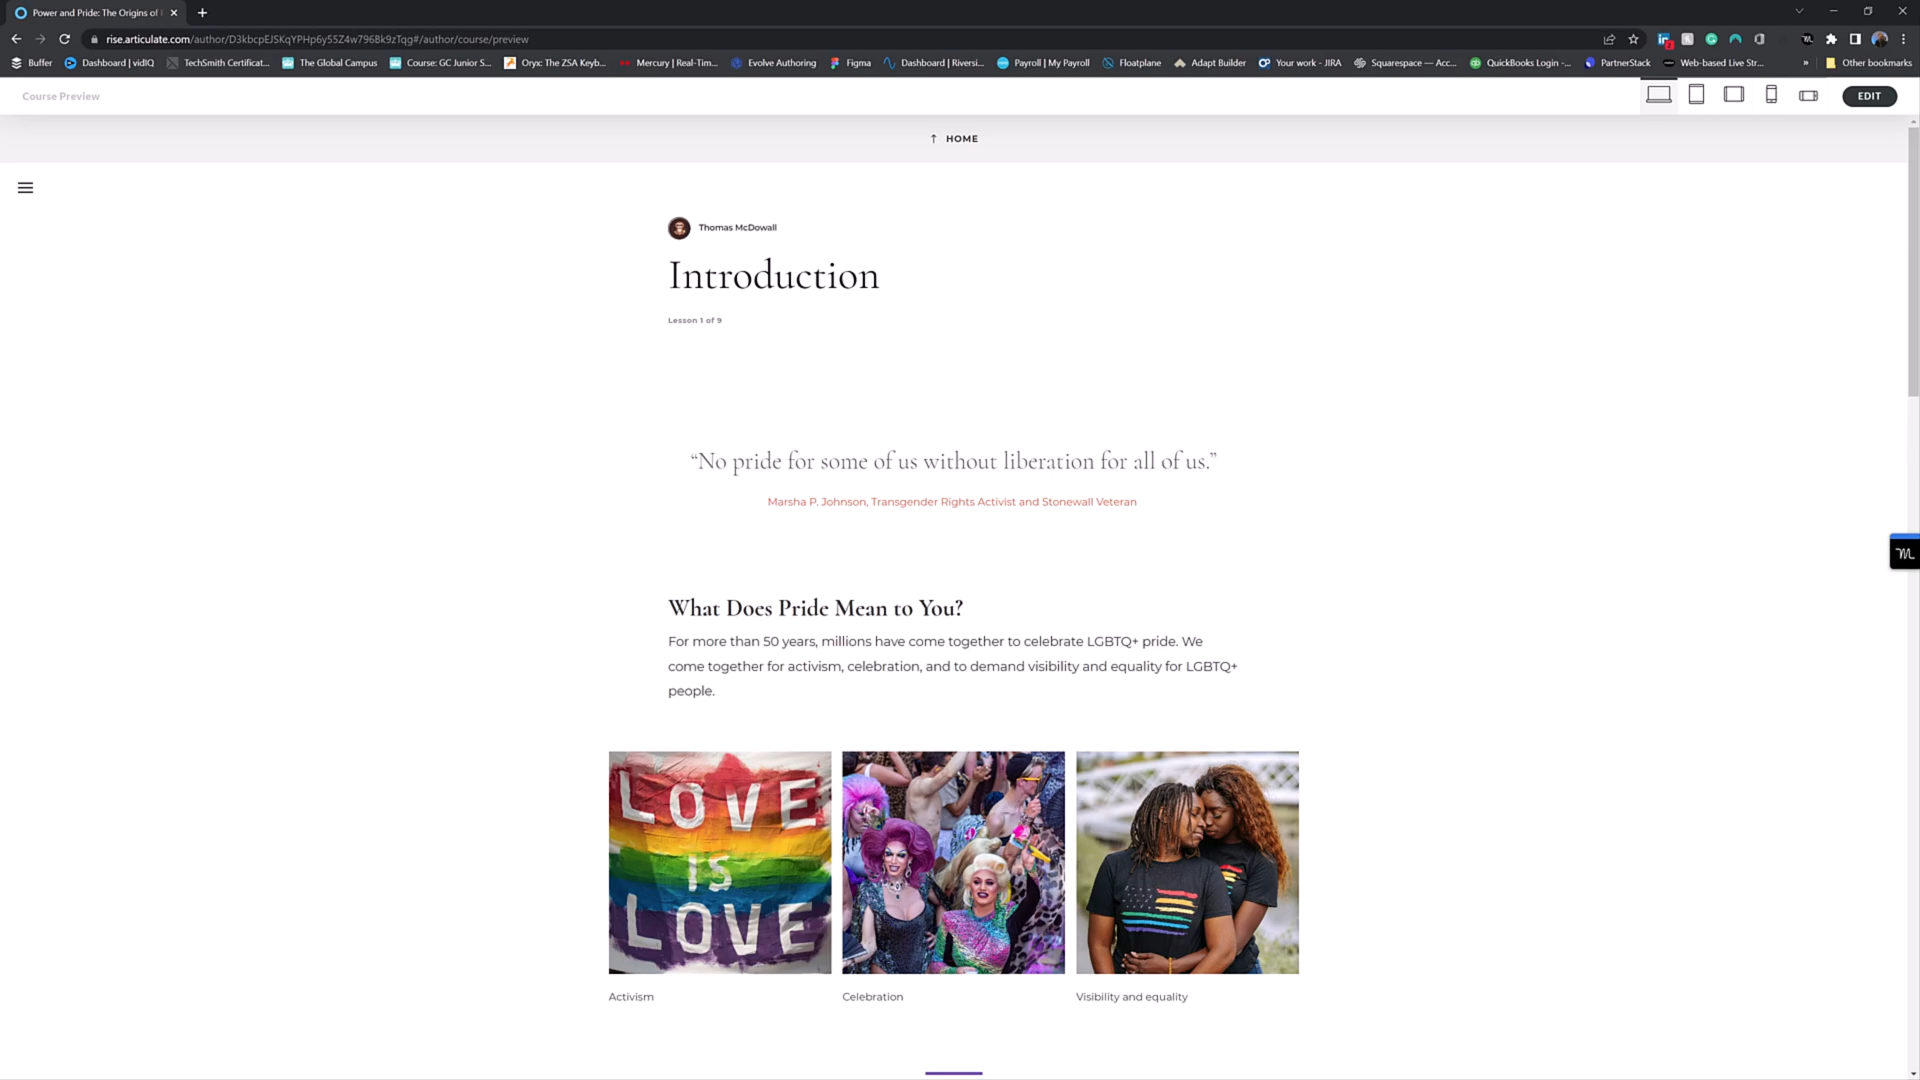 Power and Pride: The Origins of
rise.articulate.com/author/D3kbcpEJSKqYPHp6y55Z4w796Bk9zTqg#/author/course/preview
Buffer
Dashboard | vidIQ
TechSmith Certificat...
The Global Campus
Course: GC Junior S...
Oryx: The ZSA Keyb...
Mercury | Real-Tim...
Evolve Authoring
Figma
Dashboard | Riversi...
Payroll | My Payroll
Floatplane
Adapt Builder
Your work - JIRA
Squarespace — Acc...
QuickBooks Login -...
PartnerStack
Web-based Live Str...
»
Other bookmarks
Course Preview
EDIT
HOME
Thomas McDowall
Introduction
Lesson 1 of 9
“No pride for some of us without liberation for all of us.”
Marsha P. Johnson, Transgender Rights Activist and Stonewall Veteran
What Does Pride Mean to You?
For more than 50 years, millions have come together to celebrate LGBTQ+ pride. We
come together for activism, celebration, and to demand visibility and equality for LGBTQ+
people.
LOVE
IS
LOVE
Activism
Celebration
Visibility and equality